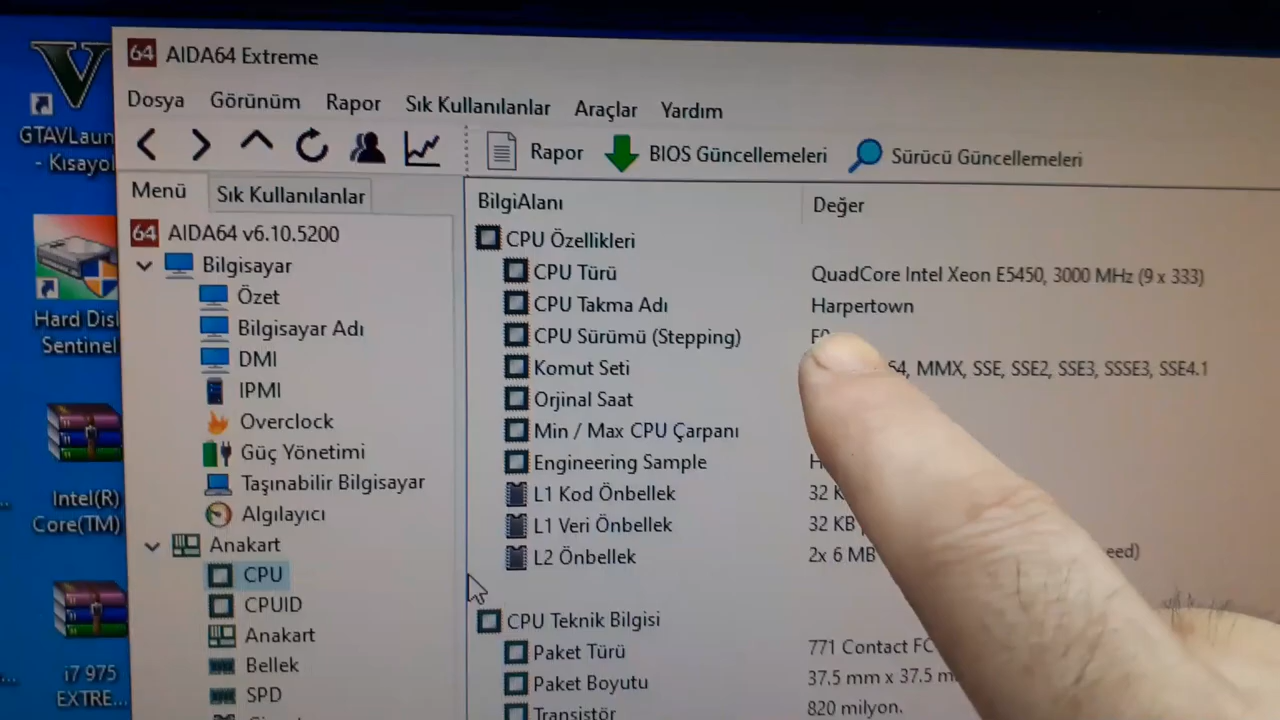 64 AIDA64 Extreme
Dosya Görünüm Rapor Sık Kullanılanlar Araçlar Yardım
Rapor BIOS Güncellemeleri Sürücü Güncellemeleri
Menü Sık Kullanılanlar
64 AIDA64 v6.10.5200
Bilgisayar
Özet
Bilgisayar Adı
DMI
IPMI
Overclock
Güç Yönetimi
Taşınabilir Bilgisayar
Algılayıcı
Anakart
CPU
CPUID
Anakart
Bellek
SPD
BilgiAlanı Değer
CPU Özellikleri
CPU Türü QuadCore Intel Xeon E5450, 3000 MHz (9 x 333)
CPU Takma Adı Harpertown
CPU Sürümü (Stepping)
Komut Seti 64, MMX, SSE, SSE2, SSE3, SSSE3, SSE4.1
Orjinal Saat
Min / Max CPU Çarpanı
Engineering Sample
L1 Kod Önbellek 32 K
L1 Veri Önbellek 32 KB
L2 Önbellek 2x 6 MB eed)
CPU Teknik Bilgisi
Paket Türü 771 Contact FC
Paket Boyutu 37.5 mm x 37.5 m
Transistör 820 milyon.
GTAVLaun
- Kısayol
Hard Disk
Sentinel
Intel(R)
Core(TM)
i7 975
EXTRE...